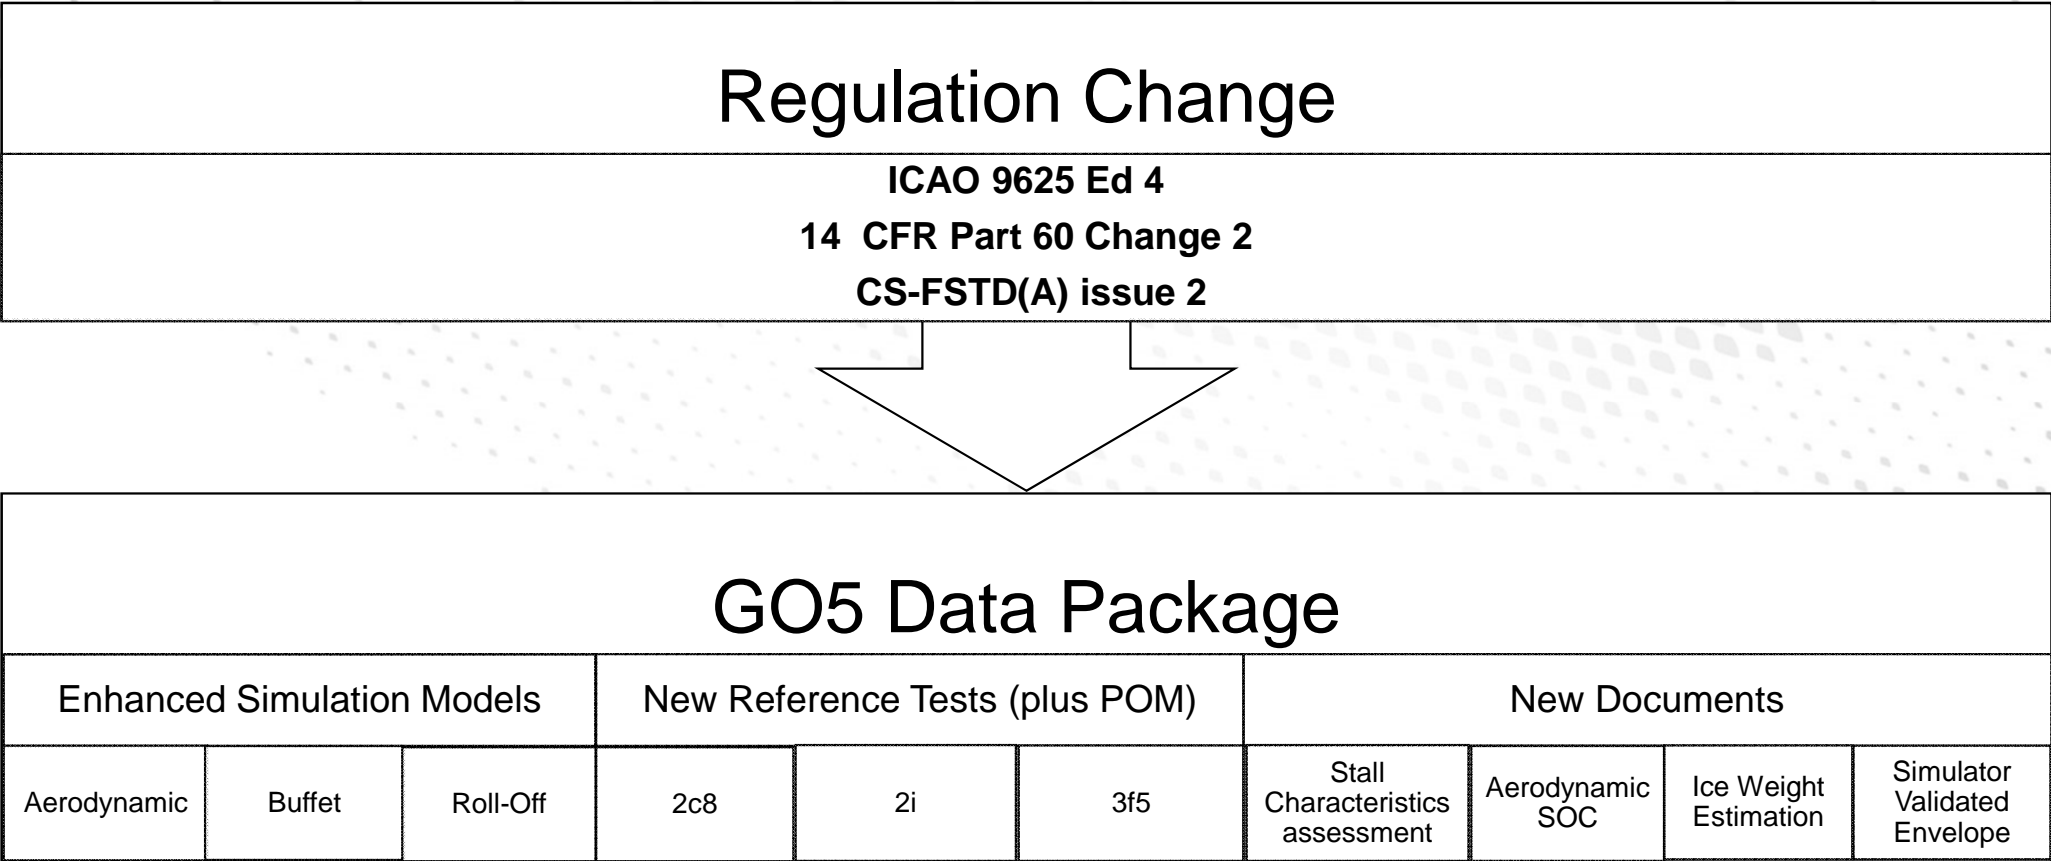 Regulation Change
ICAO 9625 Ed 4
14 CFR Part 60 Change 2
CS-FSTD(A) issue 2
GO5 Data Package
Enhanced Simulation Models
New Reference Tests (plus POM)
New Documents
Aerodynamic
Buffet
Roll-Off
2c8
2i
3f5
Stall
Characteristics
assessment
Aerodynamic
SOC
Ice Weight
Estimation
Simulator
Validated
Envelope